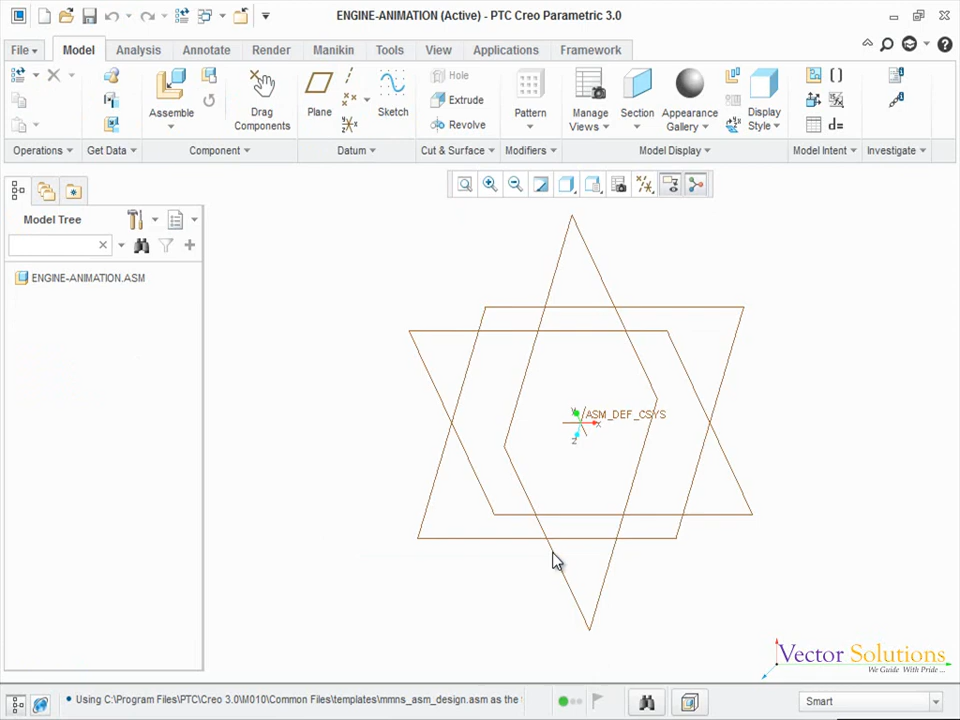 ENGINE-ANIMATION (Active) - PTC Creo Parametric 3.0
File Model Analysis Annotate Render Manikin Tools View Applications Framework
Assemble
Drag Components
Plane
Sketch
Hole
Extrude
Revolve
Pattern
Manage Views
Section
Appearance Gallery
Display Style
d=
Operations Get Data Component Datum Cut & Surface Modifiers Model Display Model Intent Investigate
Model Tree
ENGINE-ANIMATION.ASM
ASM_DEF_CSYS
Y
X
Z
Vector Solutions
We Guide With Pride ...
Using C:\Program Files\PTC\Creo 3.0\M010\Common Files\templates\mmns_asm_design.asm as the
Smart